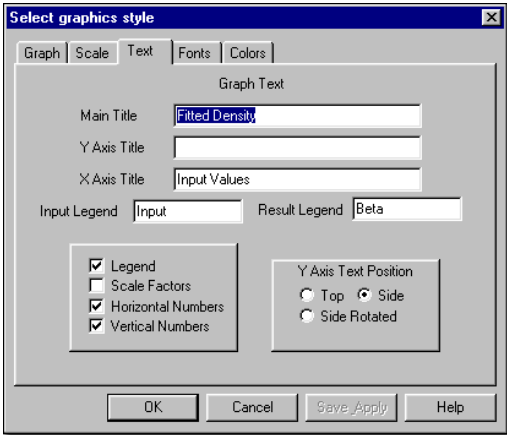 Select graphics style
Graph Scale Text Fonts Colors
Graph Text
Main Title Fitted Density
Y Axis Title
X Axis Title Input Values
Input Legend Input Result Legend Beta
Legend
Scale Factors
Horizontal Numbers
Vertical Numbers
Y Axis Text Position
Top Side
Side Rotated
OK Cancel Save_Apply Help